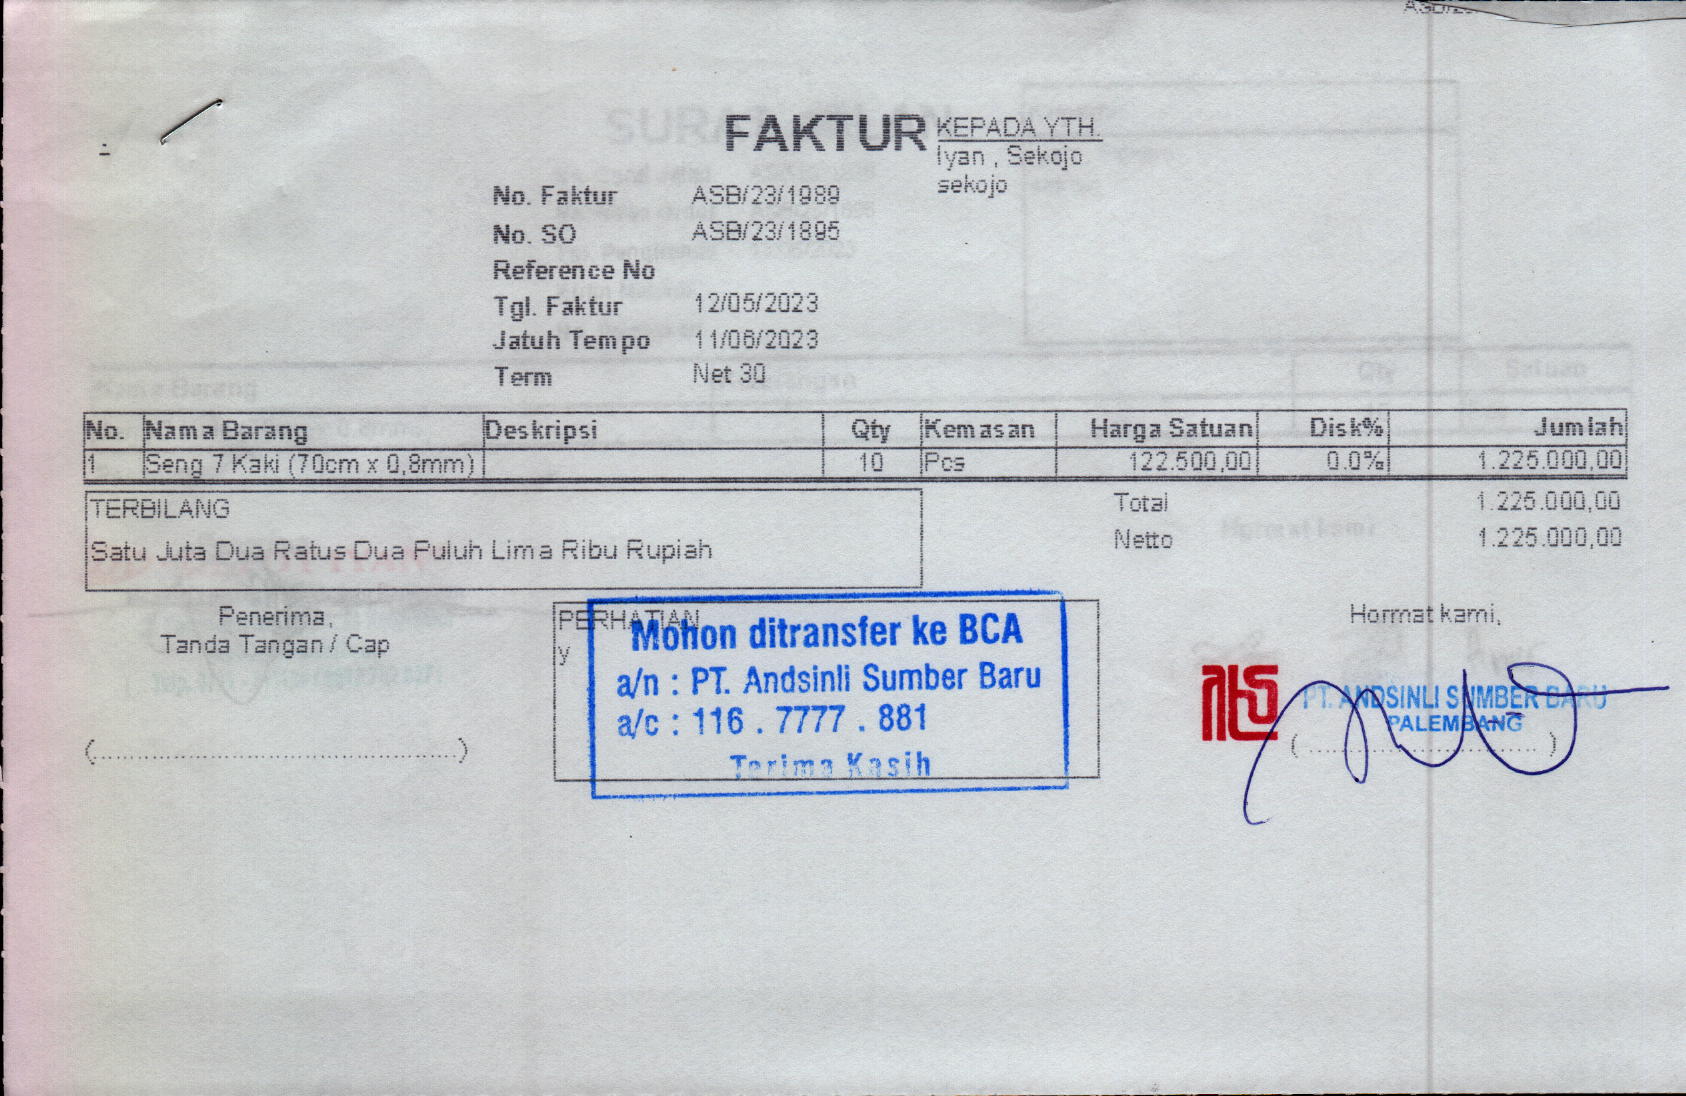 FAKTUR
KEPADA YTH.
Iyan , Sekojo
sekojo
No. Faktur ASB/23/1989
No. SO ASB/23/1895
Reference No
Tgl. Faktur 12/05/2023
Jatuh Tempo 11/06/2023
Term Net 30
No. Nama Barang Deskripsi Qty Kemasan Harga Satuan Disk% Jumlah
1 Seng 7 Kaki (70cm x 0,8mm) 10 Pcs 122.500,00 0.0% 1.225.000,00
TERBILANG
Satu Juta Dua Ratus Dua Puluh Lima Ribu Rupiah
Total 1.225.000,00
Netto 1.225.000,00
Penerima,
Tanda Tangan / Cap
(............................................)
PERHATIAN
y
Mohon ditransfer ke BCA
a/n : PT. Andsinli Sumber Baru
a/c : 116 . 7777 . 881
Terima Kasih
Hormat kami,
PT. ANDSINLI SUMBER BARU
PALEMBANG
(............................)